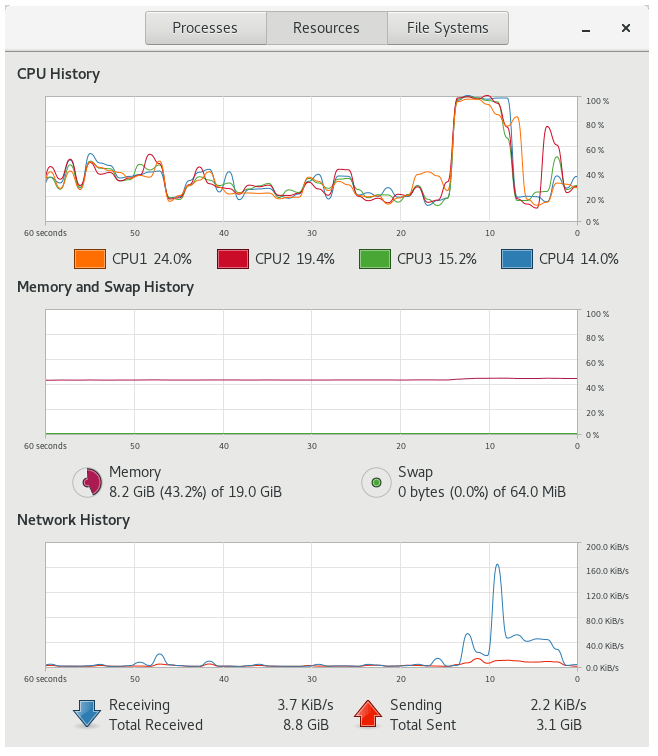 Processes Resources File Systems
CPU History
100 %
80 %
60 %
40 %
20 %
0 %
60 seconds 50 40 30 20 10 0
CPU1 24.0% CPU2 19.4% CPU3 15.2% CPU4 14.0%
Memory and Swap History
100 %
80 %
60 %
40 %
20 %
0 %
60 seconds 50 40 30 20 10 0
Memory Swap
8.2 GiB (43.2%) of 19.0 GiB 0 bytes (0.0%) of 64.0 MiB
Network History
200.0 KiB/s
160.0 KiB/s
120.0 KiB/s
80.0 KiB/s
40.0 KiB/s
0.0 KiB/s
60 seconds 50 40 30 20 10 0
Receiving 3.7 KiB/s Sending 2.2 KiB/s
Total Received 8.8 GiB Total Sent 3.1 GiB